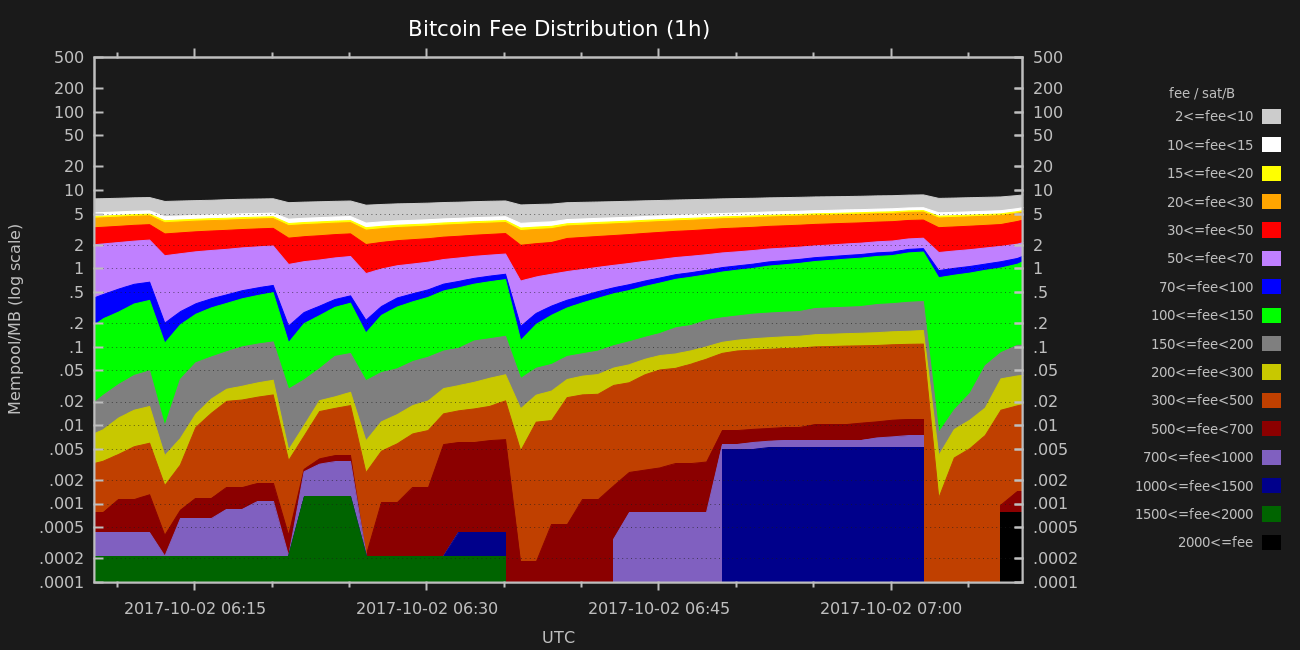 Bitcoin Fee Distribution (1h)
Mempool/MB (log scale)
500
200
100
50
20
10
5
2
1
.5
.2
.1
.05
.02
.01
.005
.002
.001
.0005
.0002
.0001
500
200
100
50
20
10
5
2
1
.5
.2
.1
.05
.02
.01
.005
.002
.001
.0005
.0002
.0001
2017-10-02 06:15
2017-10-02 06:30
2017-10-02 06:45
2017-10-02 07:00
UTC
fee / sat/B
2<=fee<10
10<=fee<15
15<=fee<20
20<=fee<30
30<=fee<50
50<=fee<70
70<=fee<100
100<=fee<150
150<=fee<200
200<=fee<300
300<=fee<500
500<=fee<700
700<=fee<1000
1000<=fee<1500
1500<=fee<2000
2000<=fee